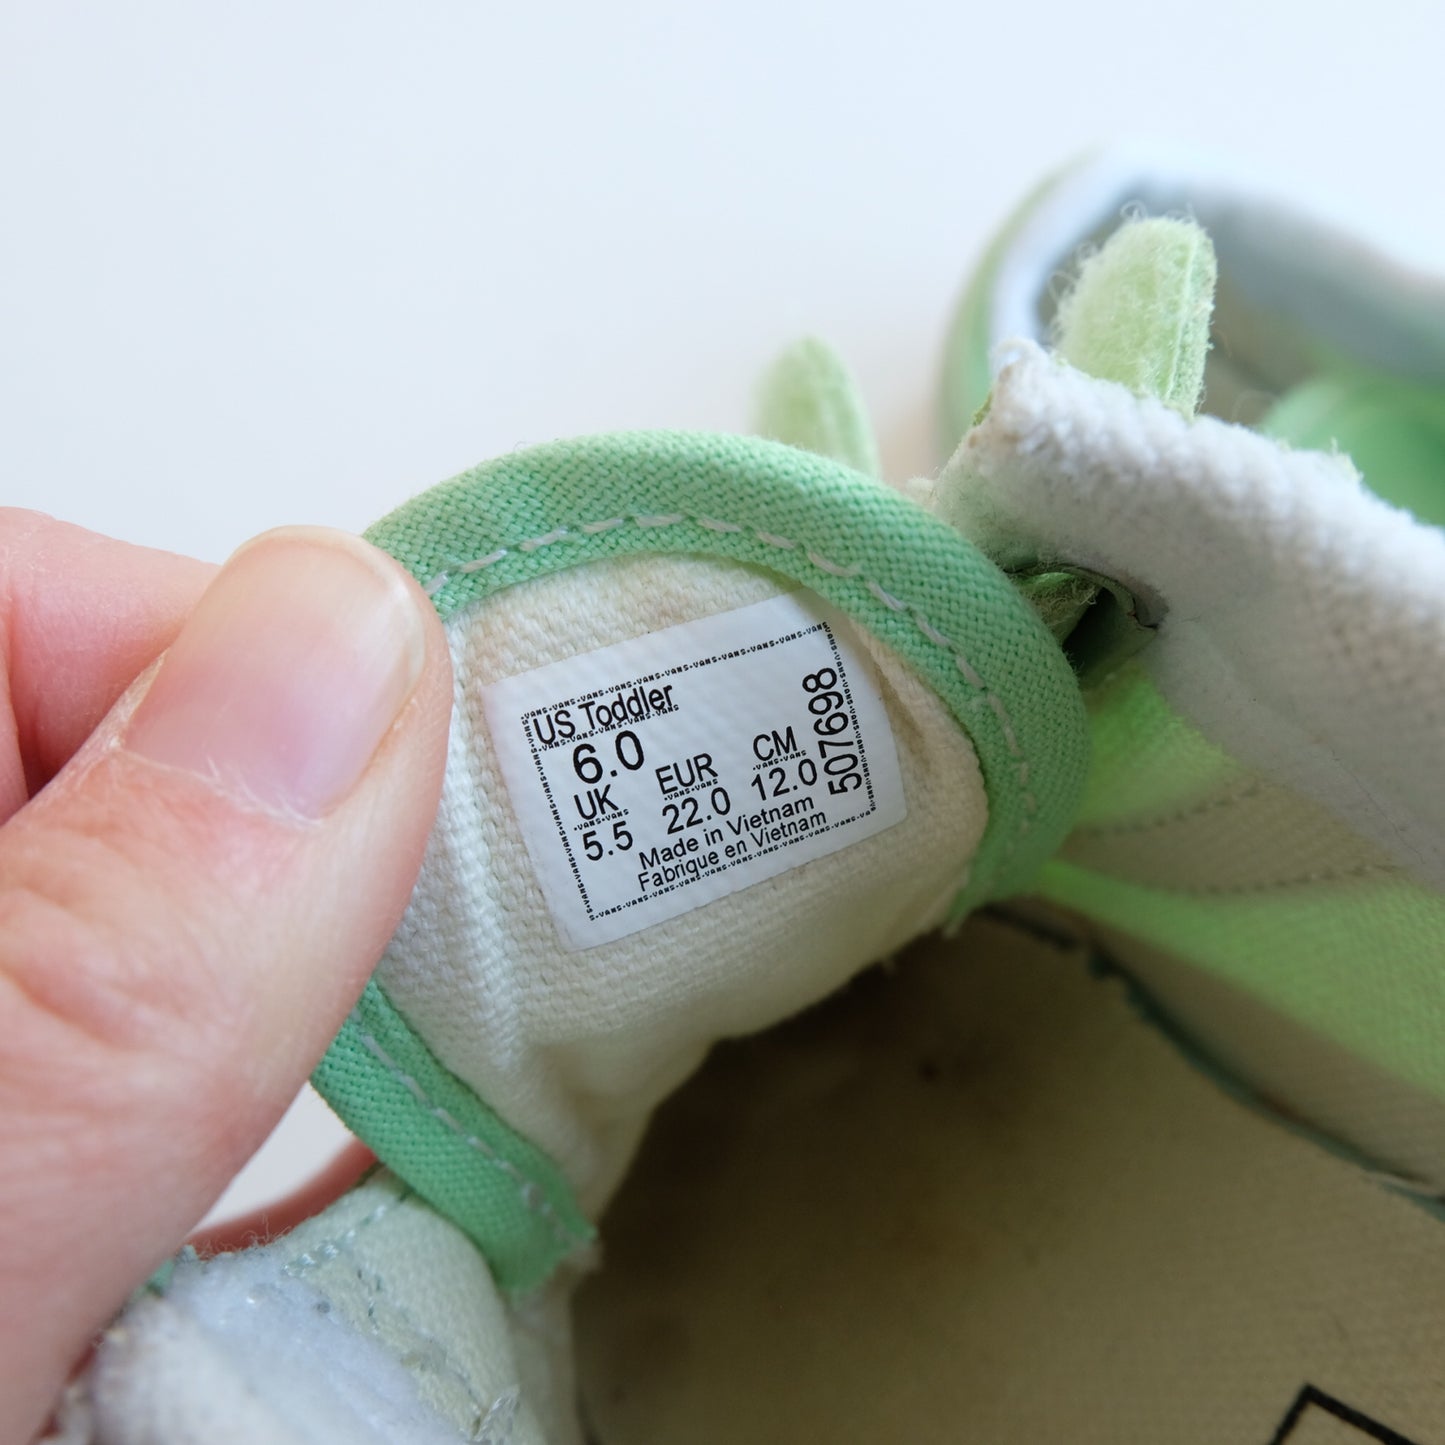 US Toddler
6.0
UK EUR CM
5.5 22.0 12.0
Made in Vietnam
Fabrique en Vietnam
507698